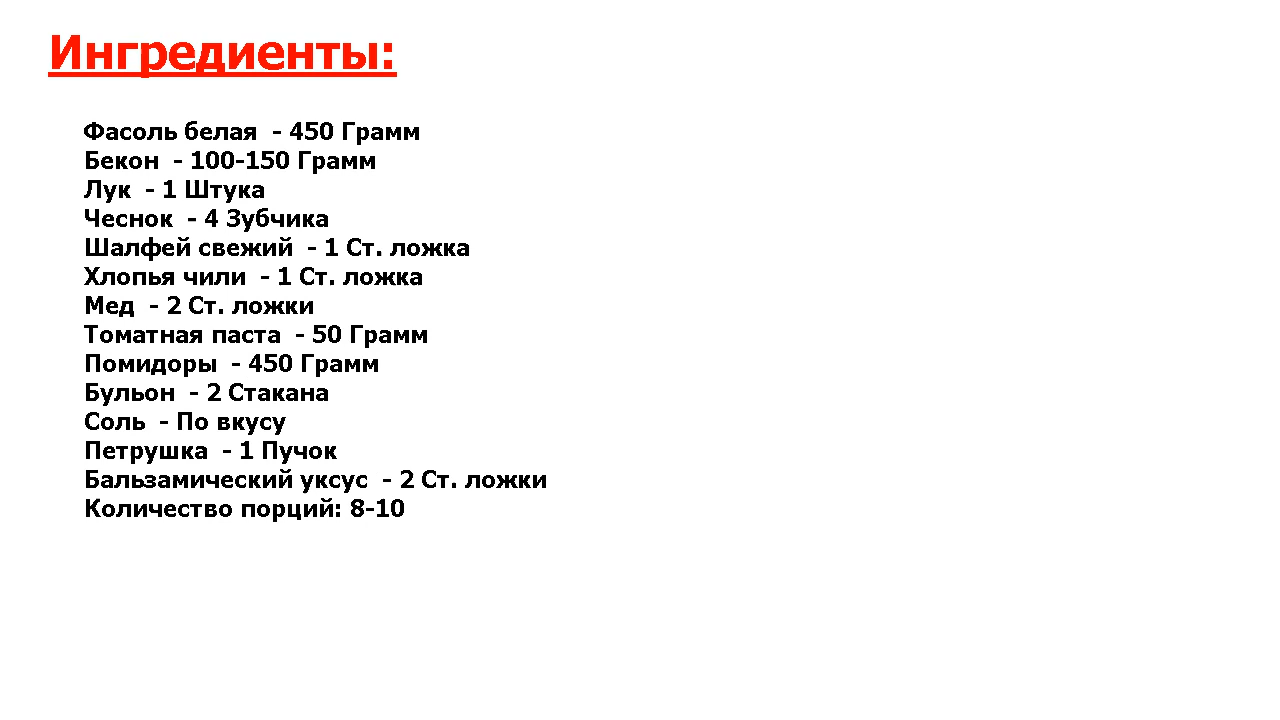 Ингредиенты:
Фасоль белая  - 450 Грамм
Бекон  - 100-150 Грамм
Лук  - 1 Штука
Чеснок  - 4 Зубчика
Шалфей свежий  - 1 Ст. ложка
Хлопья чили  - 1 Ст. ложка
Мед  - 2 Ст. ложки
Томатная паста  - 50 Грамм
Помидоры  - 450 Грамм
Бульон  - 2 Стакана
Соль  - По вкусу
Петрушка  - 1 Пучок
Бальзамический уксус  - 2 Ст. ложки
Количество порций: 8-10